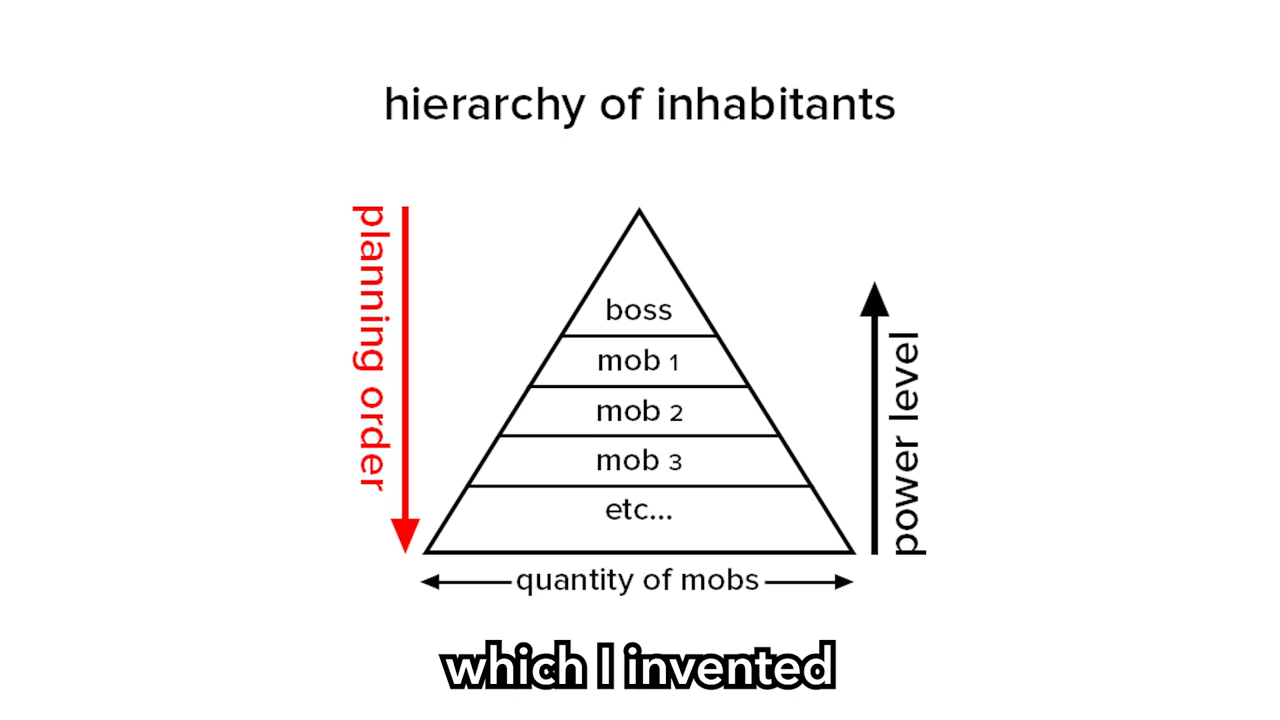 hierarchy of inhabitants
planning order
boss
mob 1
mob 2
mob 3
etc...
power level
quantity of mobs
which I invented